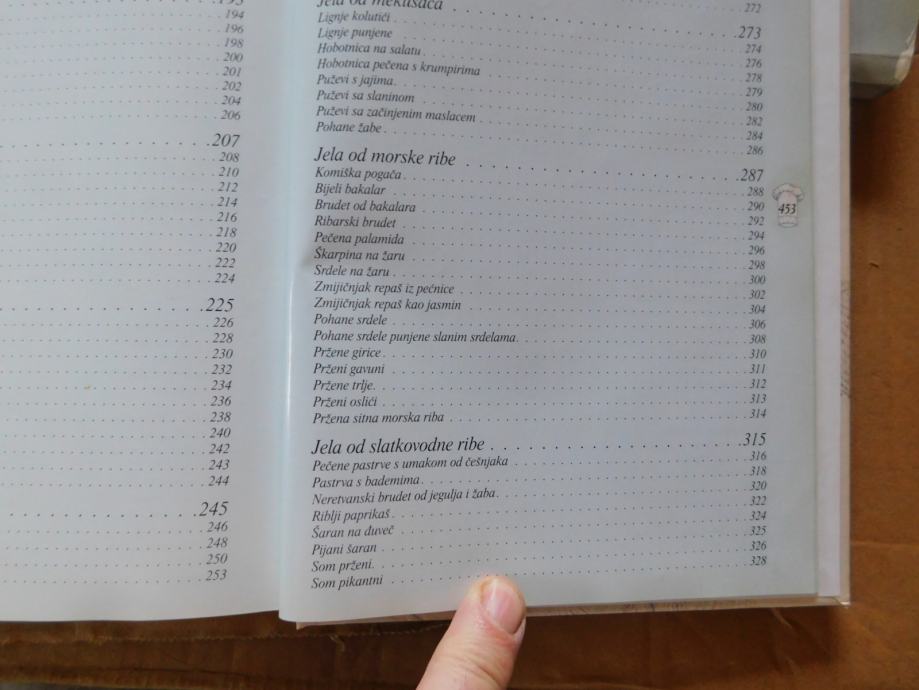 193
194
196
198
200
201
202
204
206
207
208
210
212
214
216
218
220
222
224
225
226
228
230
232
234
236
238
240
242
243
244
245
246
248
250
253
272
Jela od mekušaca 273
Lignje kolutići 274
Lignje punjene 276
Hobotnica na salatu 278
Hobotnica pečena s krumpirima 279
Puževi s jajima 280
Puževi sa slaninom 282
Puževi sa začinjenim maslacem 284
Pohane žabe 286
Jela od morske ribe 287
Komiška pogača 288
Bijeli bakalar 290
Brudet od bakalara 292
Ribarski brudet 294
Pečena palamida 296
Škarpina na žaru 298
Srdele na žaru 300
Zmijičnjak repaš iz pećnice 302
Zmijičnjak repaš kao jasmin 304
Pohane srdele 306
Pohane srdele punjene slanim srdelama 308
Pržene girice 310
Prženi gavuni 311
Pržene trlje 312
Prženi oslići 313
Pržena sitna morska riba 314
Jela od slatkovodne ribe 315
Pečene pastrve s umakom od češnjaka 316
Pastrva s bademima 318
Neretvanski brudet od jegulja i žaba 320
Riblji paprikaš 322
Šaran na đuveč 324
Pijani šaran 325
Som prženi 326
Som pikantni 328
453